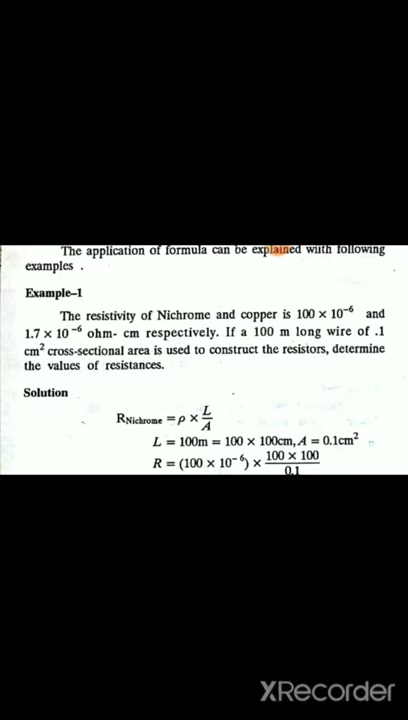 The application of formula can be explained wiith following
examples .
Example–1
The resistivity of Nichrome and copper is 100 × 10⁻⁶ and
1.7 × 10⁻⁶ ohm- cm respectively. If a 100 m long wire of .1
cm² cross-sectional area is used to construct the resistors, determine
the values of resistances.
Solution
R_Nichrome = ρ × L/A
L = 100m = 100 × 100cm, A = 0.1cm²
R = (100 × 10⁻⁶) × (100 × 100)/0.1
XRecorder